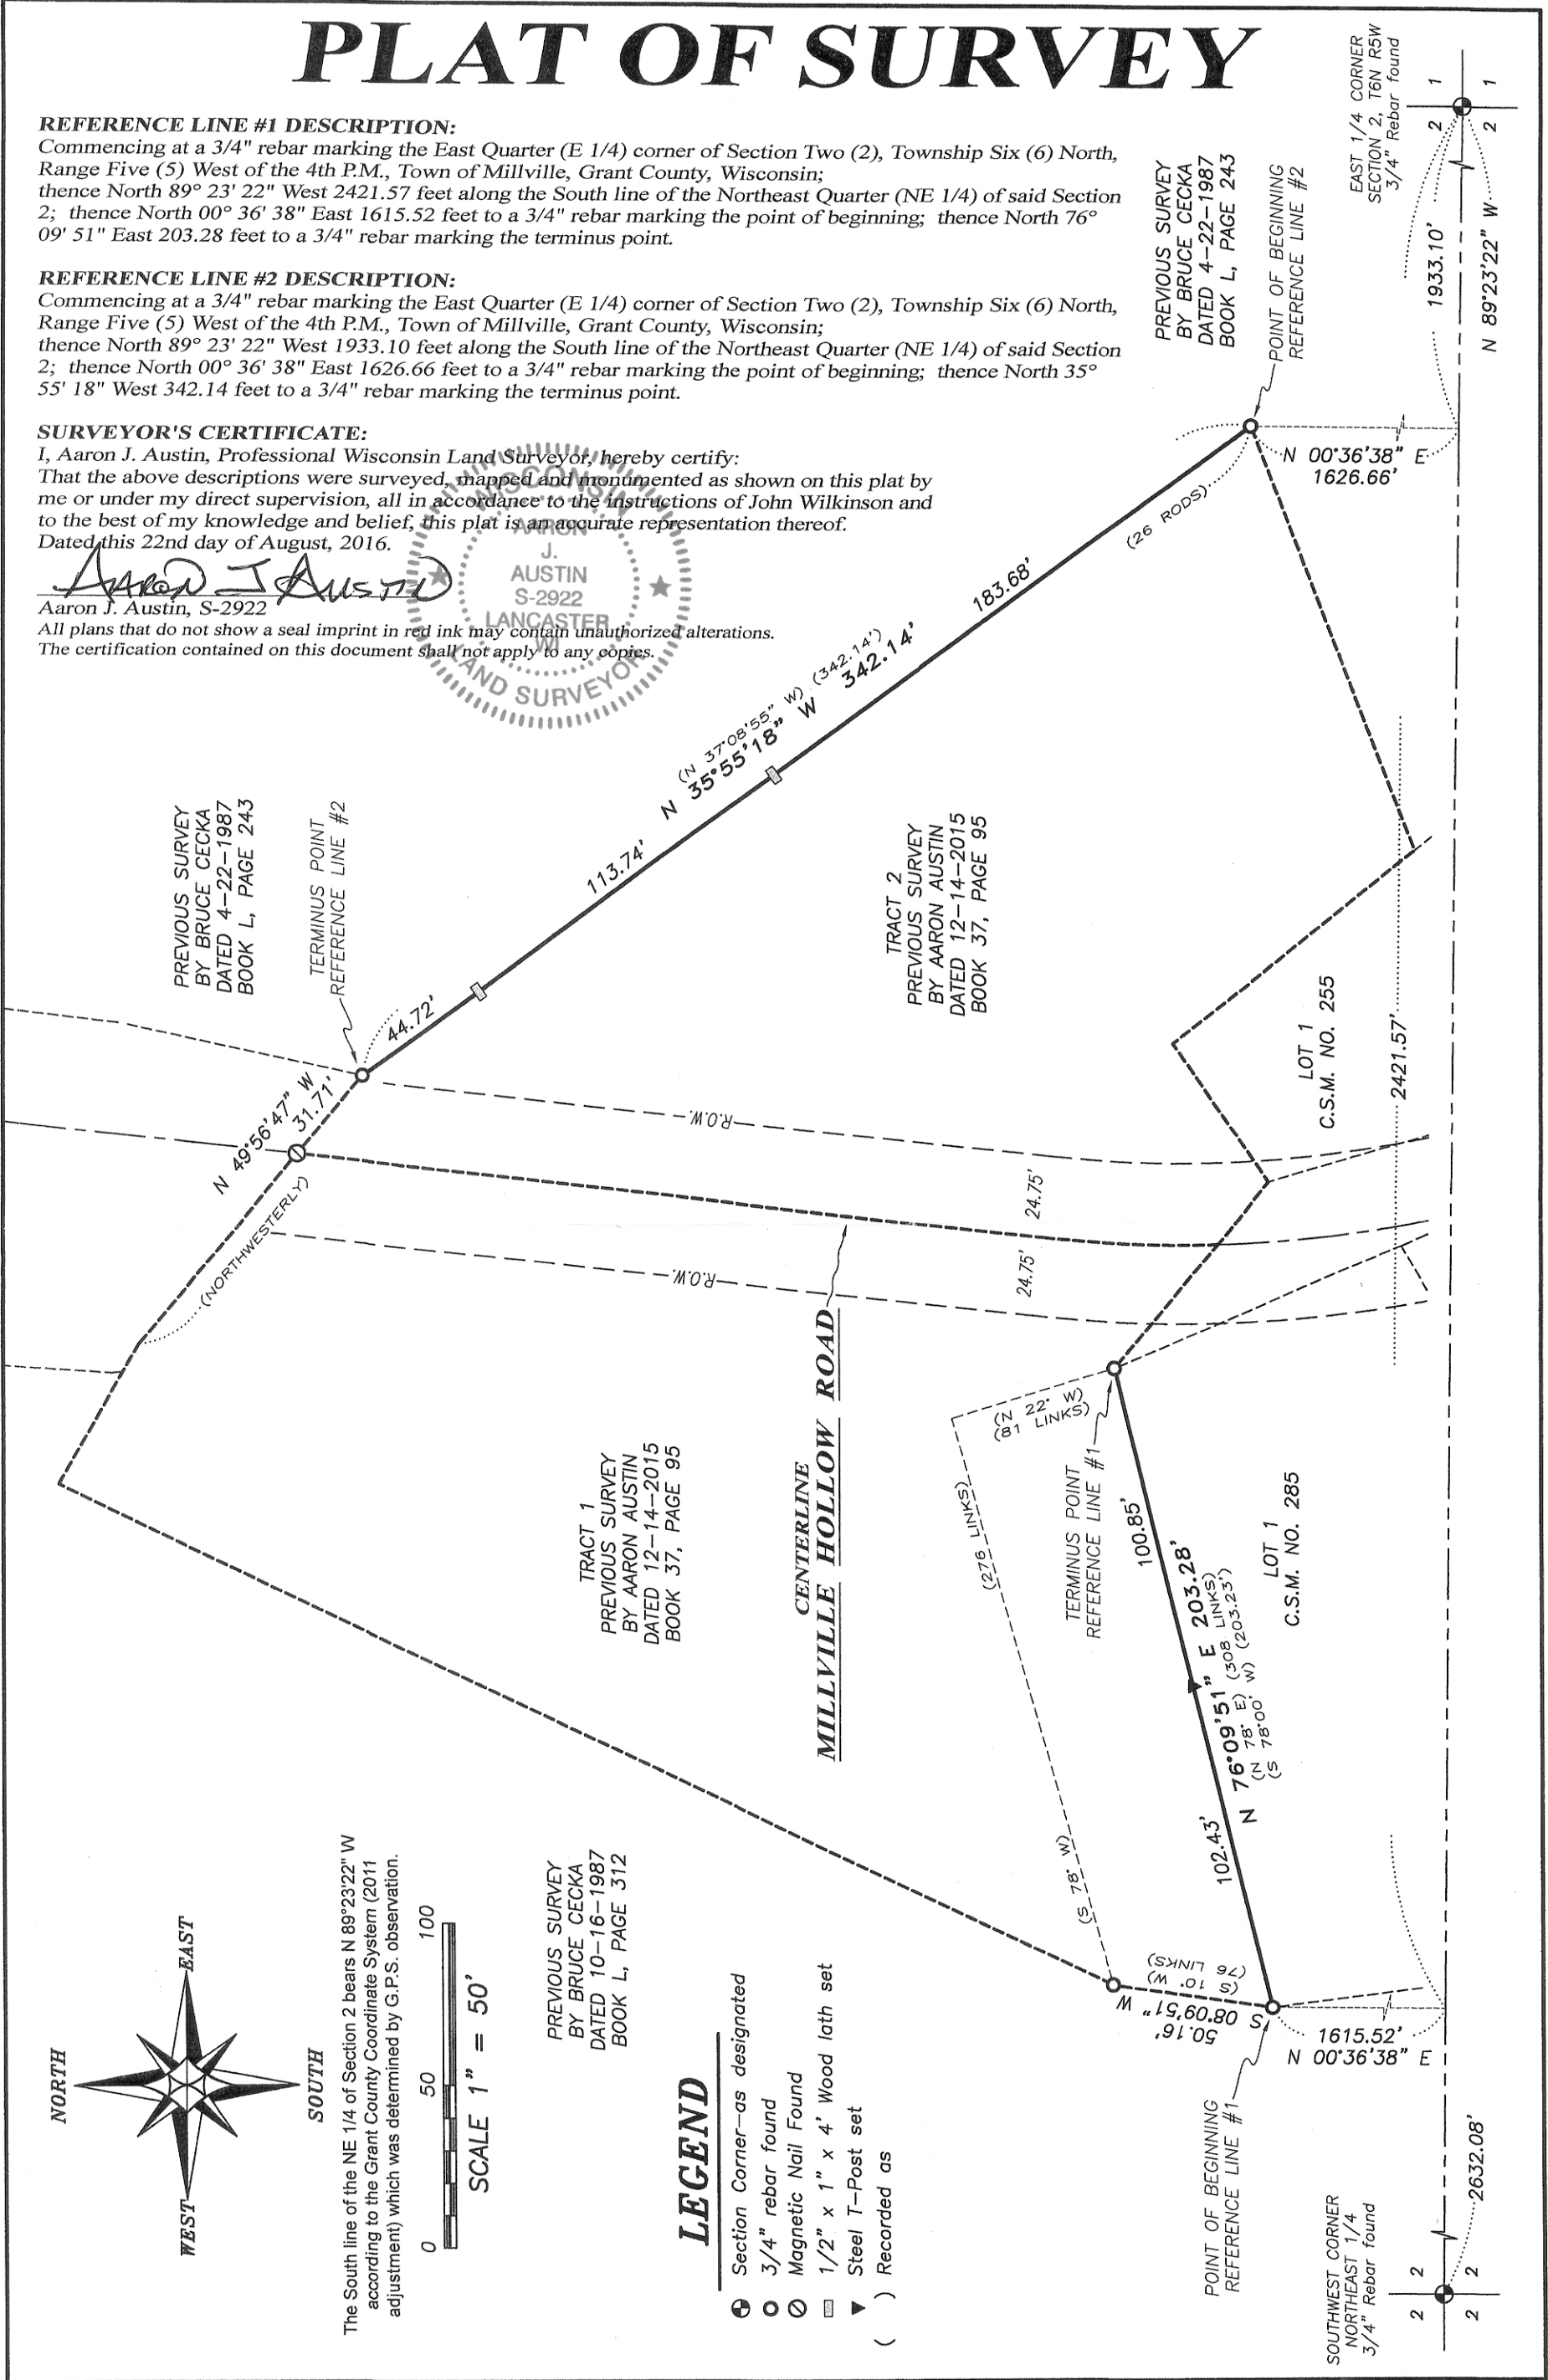 PLAT OF SURVEY
REFERENCE LINE #1 DESCRIPTION:
Commencing at a 3/4" rebar marking the East Quarter (E 1/4) corner of Section Two (2), Township Six (6) North,
Range Five (5) West of the 4th P.M., Town of Millville, Grant County, Wisconsin;
thence North 89° 23' 22" West 2421.57 feet along the South line of the Northeast Quarter (NE 1/4) of said Section
2; thence North 00° 36' 38" East 1615.52 feet to a 3/4" rebar marking the point of beginning; thence North 76°
09' 51" East 203.28 feet to a 3/4" rebar marking the terminus point.
REFERENCE LINE #2 DESCRIPTION:
Commencing at a 3/4" rebar marking the East Quarter (E 1/4) corner of Section Two (2), Township Six (6) North,
Range Five (5) West of the 4th P.M., Town of Millville, Grant County, Wisconsin;
thence North 89° 23' 22" West 1933.10 feet along the South line of the Northeast Quarter (NE 1/4) of said Section
2; thence North 00° 36' 38" East 1626.66 feet to a 3/4" rebar marking the point of beginning; thence North 35°
55' 18" West 342.14 feet to a 3/4" rebar marking the terminus point.
SURVEYOR'S CERTIFICATE:
I, Aaron J. Austin, Professional Wisconsin Land Surveyor, hereby certify:
That the above descriptions were surveyed, mapped and monumented as shown on this plat by
me or under my direct supervision, all in accordance to the instructions of John Wilkinson and
to the best of my knowledge and belief, this plat is an accurate representation thereof.
Dated this 22nd day of August, 2016.
AARON J AUSTIN
Aaron J. Austin, S-2922
All plans that do not show a seal imprint in red ink may contain unauthorized alterations.
The certification contained on this document shall not apply to any copies.
WISCONSIN
AARON
J.
AUSTIN
S-2922
LANCASTER
WI
LAND SURVEYOR
EAST 1/4 CORNER
SECTION 2, T6N R5W
3/4" Rebar found
2 1
2 1
1933.10'
N 89°23'22" W
PREVIOUS SURVEY
BY BRUCE CECKA
DATED 4-22-1987
BOOK L, PAGE 243
POINT OF BEGINNING
REFERENCE LINE #2
N 00°36'38" E
1626.66'
(26 RODS)
183.68'
(N 37°08'55" W) (342.14')
N 35°55'18" W 342.14'
113.74'
44.72'
PREVIOUS SURVEY
BY BRUCE CECKA
DATED 4-22-1987
BOOK L, PAGE 243
TERMINUS POINT
REFERENCE LINE #2
TRACT 2
PREVIOUS SURVEY
BY AARON AUSTIN
DATED 12-14-2015
BOOK 37, PAGE 95
LOT 1
C.S.M. NO. 255
2421.57'
N 49°56'47" W
31.71'
(NORTHWESTERLY)
R.O.W.
R.O.W.
24.75'
24.75'
CENTERLINE
MILLVILLE HOLLOW ROAD
TRACT 1
PREVIOUS SURVEY
BY AARON AUSTIN
DATED 12-14-2015
BOOK 37, PAGE 95
(N 22° W)
(81 LINKS)
(276 LINKS)
(S 78° W)
TERMINUS POINT
REFERENCE LINE #1
100.85'
102.43'
N 76°09'51" E 203.28'
(N 78° E) (308 LINKS)
(S 78°00' W) (203.23')
LOT 1
C.S.M. NO. 285
(S 10° W)
(76 LINKS)
S 08°09'51" W
50.16'
1615.52'
N 00°36'38" E
POINT OF BEGINNING
REFERENCE LINE #1
2632.08'
SOUTHWEST CORNER
NORTHEAST 1/4
3/4" Rebar found
2 2
2 2
PREVIOUS SURVEY
BY BRUCE CECKA
DATED 10-16-1987
BOOK L, PAGE 312
NORTH
EAST
SOUTH
WEST
The South line of the NE 1/4 of Section 2 bears N 89°23'22" W
according to the Grant County Coordinate System (2011
adjustment) which was determined by G.P.S. observation.
0 50 100
SCALE 1" = 50'
LEGEND
Section Corner-as designated
3/4" rebar found
Magnetic Nail Found
1/2" x 1" x 4' Wood lath set
Steel T-Post set
( ) Recorded as